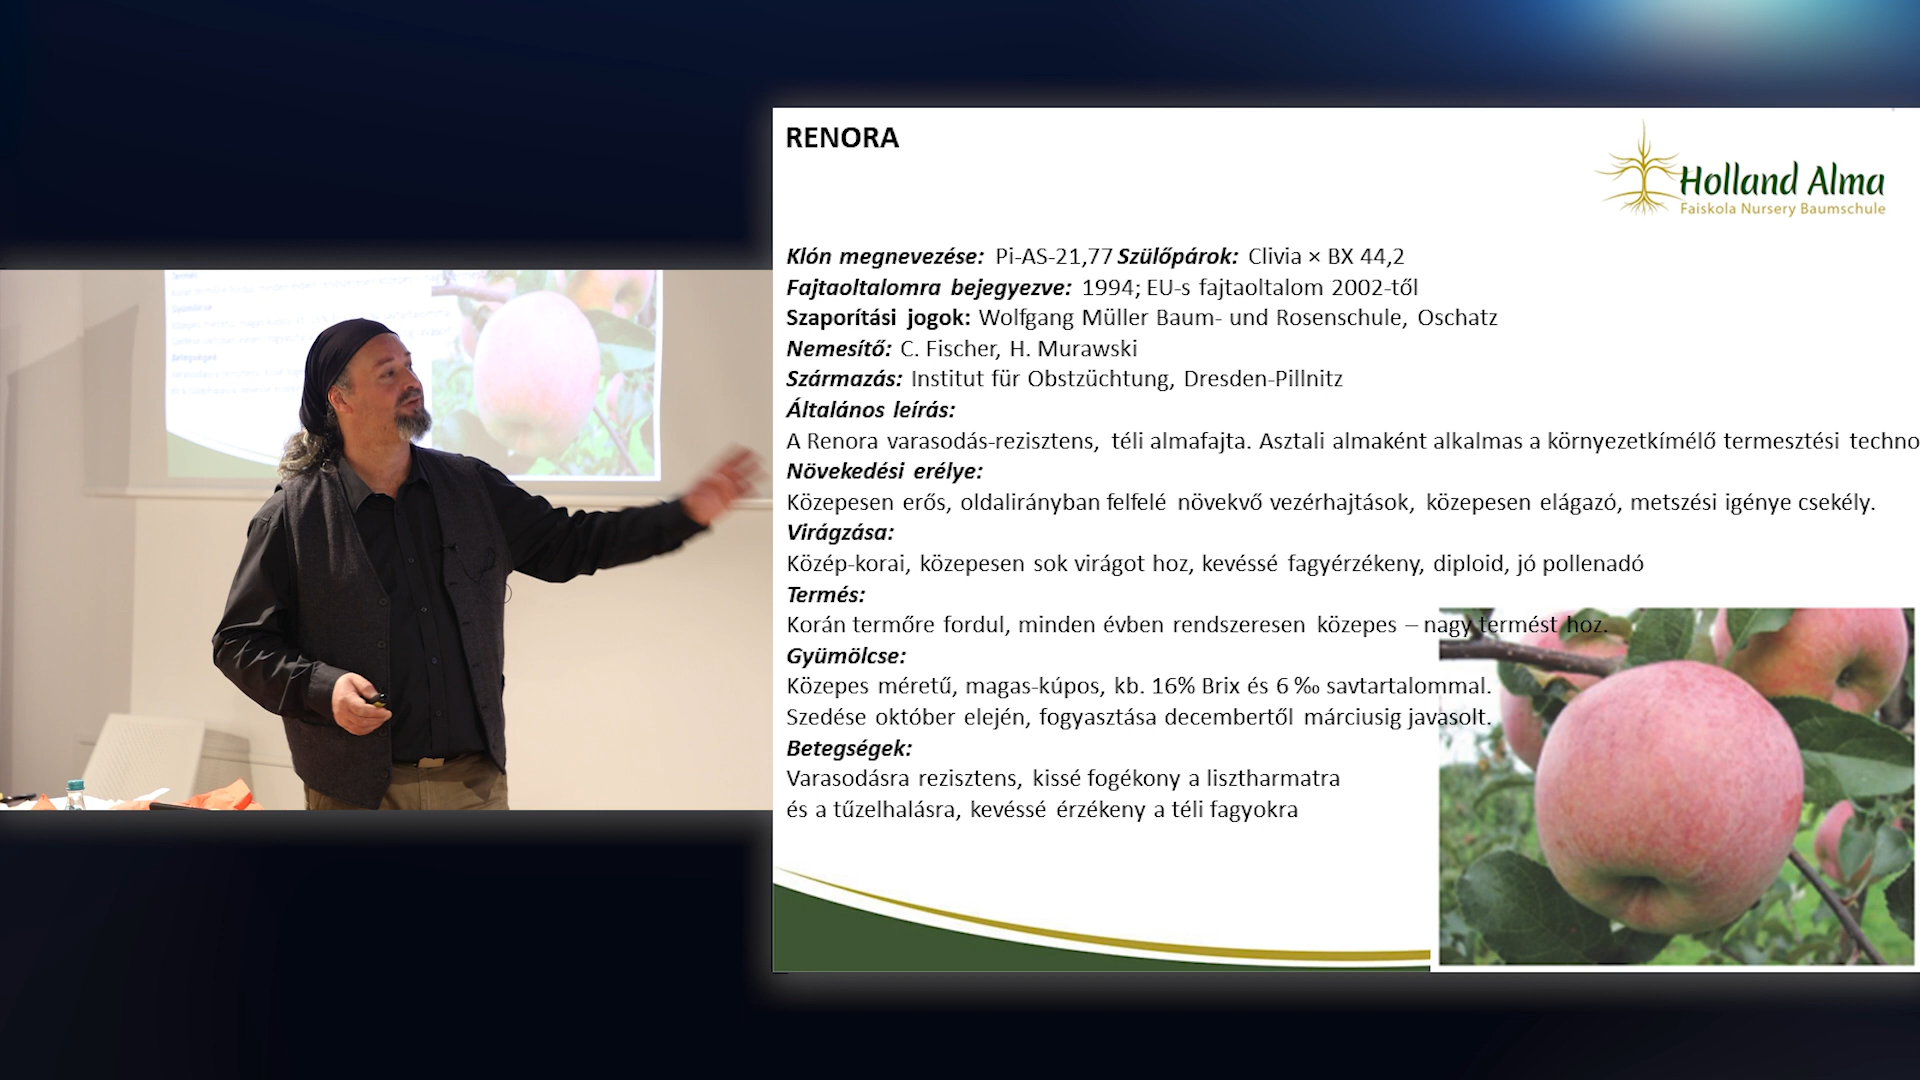 RENORA
Holland Alma
Faiskola Nursery Baumschule
Klón megnevezése: Pi-AS-21,77 Szülőpárok: Clivia × BX 44,2
Fajtaoltalomra bejegyezve: 1994; EU-s fajtaoltalom 2002-től
Szaporítási jogok: Wolfgang Müller Baum- und Rosenschule, Oschatz
Nemesítő: C. Fischer, H. Murawski
Származás: Institut für Obstzüchtung, Dresden-Pillnitz
Általános leírás:
A Renora varasodás-rezisztens, téli almafajta. Asztali almaként alkalmas a környezetkímélő termesztési techno
Növekedési erélye:
Közepesen erős, oldalirányban felfelé növekvő vezérhajtások, közepesen elágazó, metszési igénye csekély.
Virágzása:
Közép-korai, közepesen sok virágot hoz, kevéssé fagyérzékeny, diploid, jó pollenadó
Termés:
Korán termőre fordul, minden évben rendszeresen közepes – nagy termést hoz.
Gyümölcse:
Közepes méretű, magas-kúpos, kb. 16% Brix és 6 ‰ savtartalommal.
Szedése október elején, fogyasztása decembertől márciusig javasolt.
Betegségek:
Varasodásra rezisztens, kissé fogékony a lisztharmatra
és a tűzelhalásra, kevéssé érzékeny a téli fagyokra